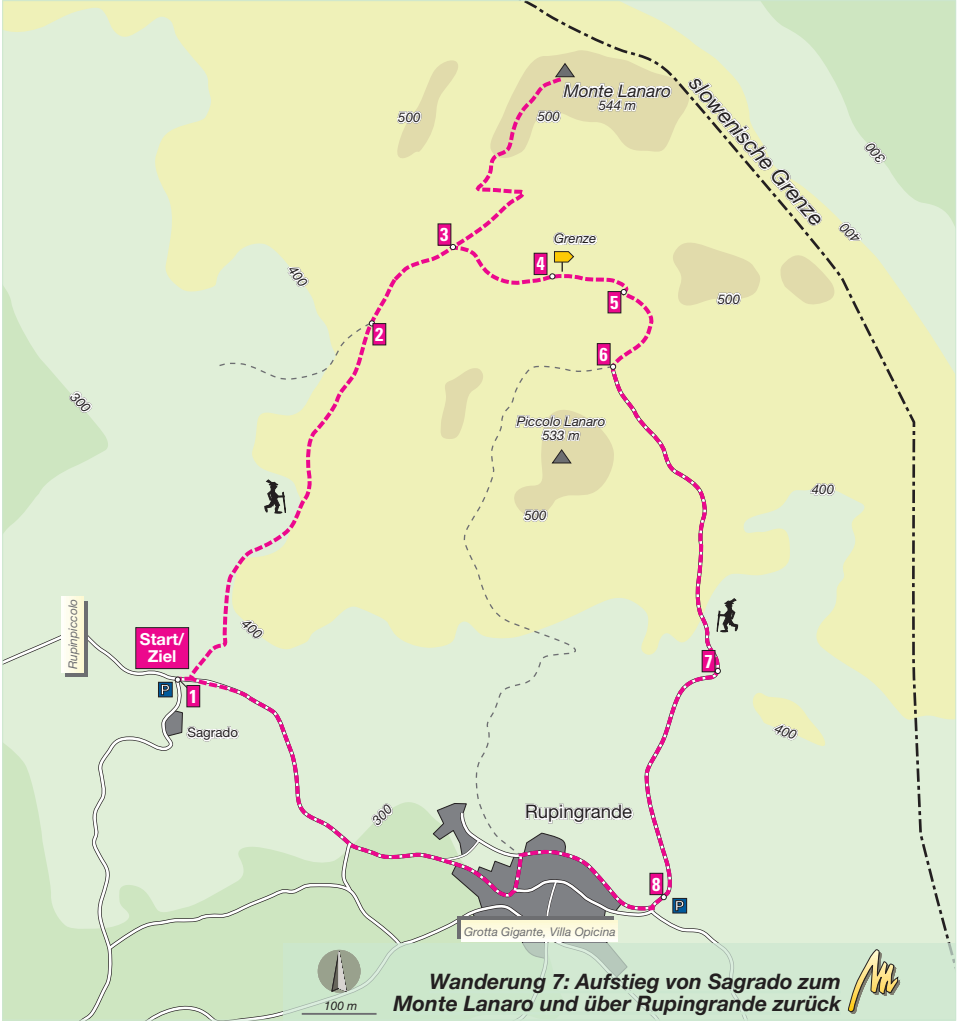 Monte Lanaro
544 m
500
500
slowenische Grenze
300
400
3
Grenze
4
400
500
5
2
6
300
Piccolo Lanaro
533 m
400
500
Rupinpiccolo
Start/
Ziel
400
7
P
1
Sagrado
400
300
Rupingrande
8
P
Grotta Gigante, Villa Opicina
100 m
Wanderung 7: Aufstieg von Sagrado zum
Monte Lanaro und über Rupingrande zurück